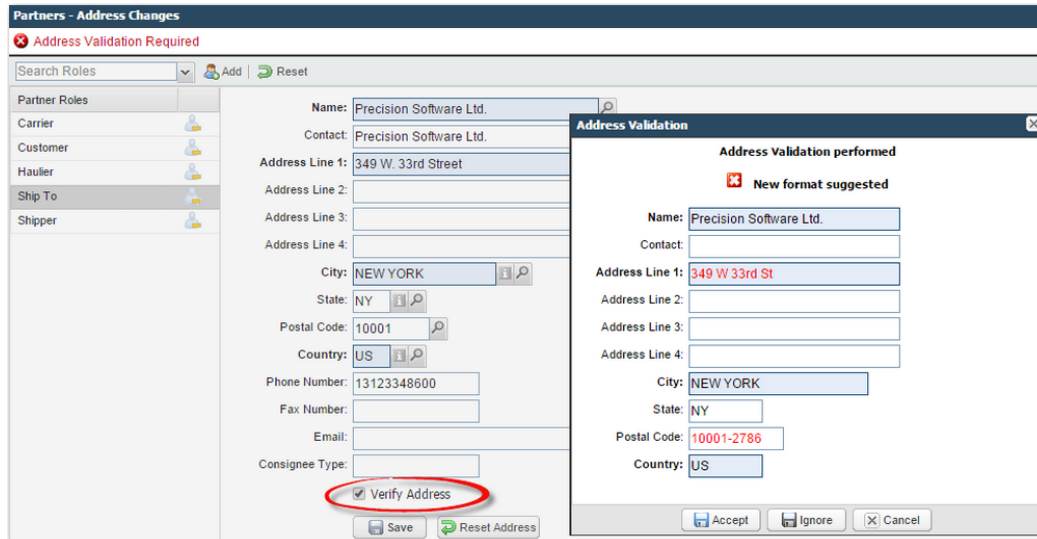 Partners - Address Changes
Address Validation Required
Search Roles Add Reset
Partner Roles
Carrier
Customer
Haulier
Ship To
Shipper
Name: Precision Software Ltd.
Contact: Precision Software Ltd.
Address Line 1: 349 W. 33rd Street
Address Line 2:
Address Line 3:
Address Line 4:
City: NEW YORK
State: NY
Postal Code: 10001
Country: US
Phone Number: 13123348600
Fax Number:
Email:
Consignee Type:
Verify Address
Save Reset Address
Address Validation
Address Validation performed
New format suggested
Name: Precision Software Ltd.
Contact:
Address Line 1: 349 W 33rd St
Address Line 2:
Address Line 3:
Address Line 4:
City: NEW YORK
State: NY
Postal Code: 10001-2786
Country: US
Accept Ignore Cancel